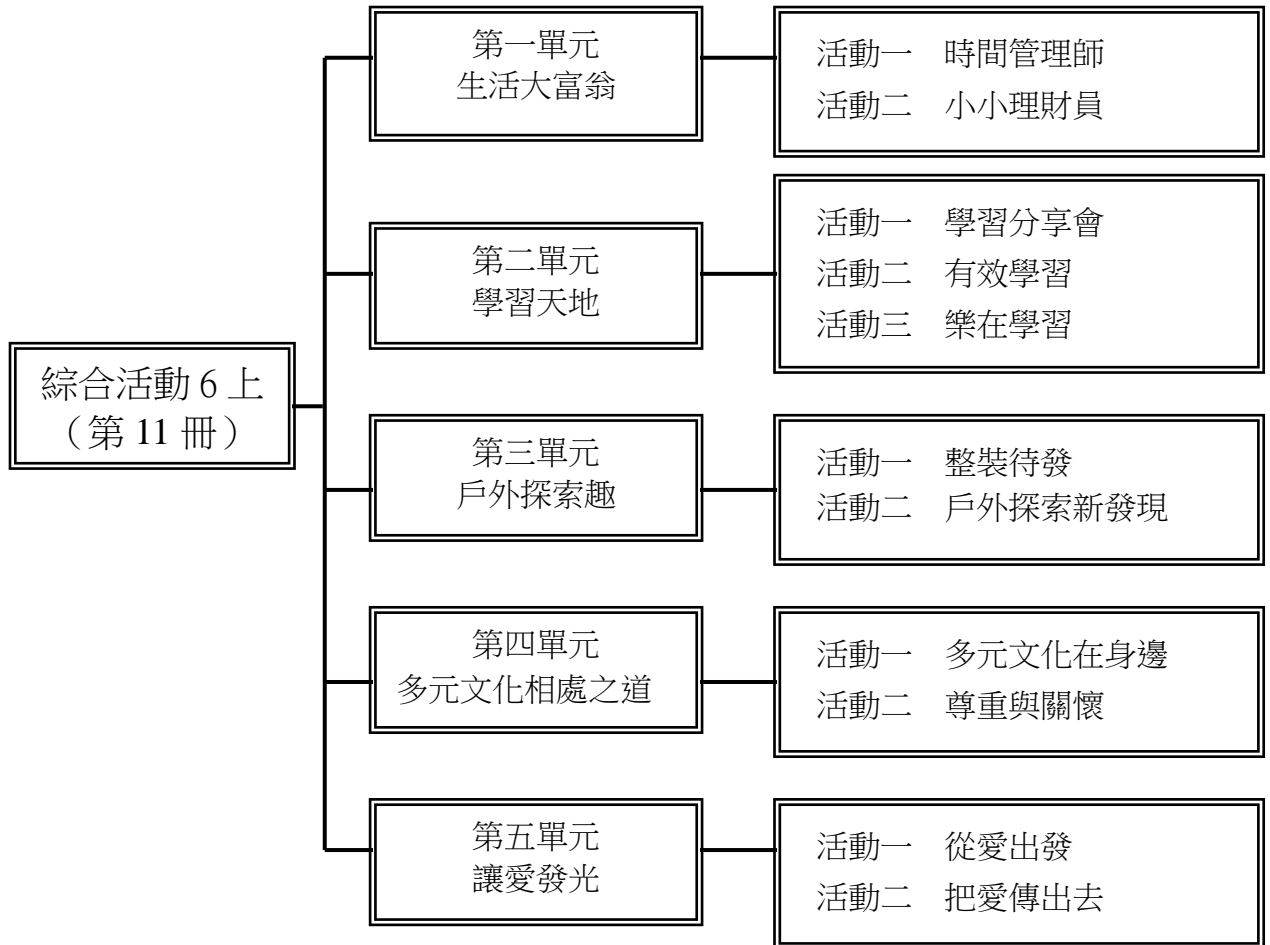 綜合活動 6 上
（第 11 冊）
第一單元
生活大富翁
活動一　時間管理師
活動二　小小理財員
第二單元
學習天地
活動一　學習分享會
活動二　有效學習
活動三　樂在學習
第三單元
戶外探索趣
活動一　整裝待發
活動二　戶外探索新發現
第四單元
多元文化相處之道
活動一　多元文化在身邊
活動二　尊重與關懷
第五單元
讓愛發光
活動一　從愛出發
活動二　把愛傳出去